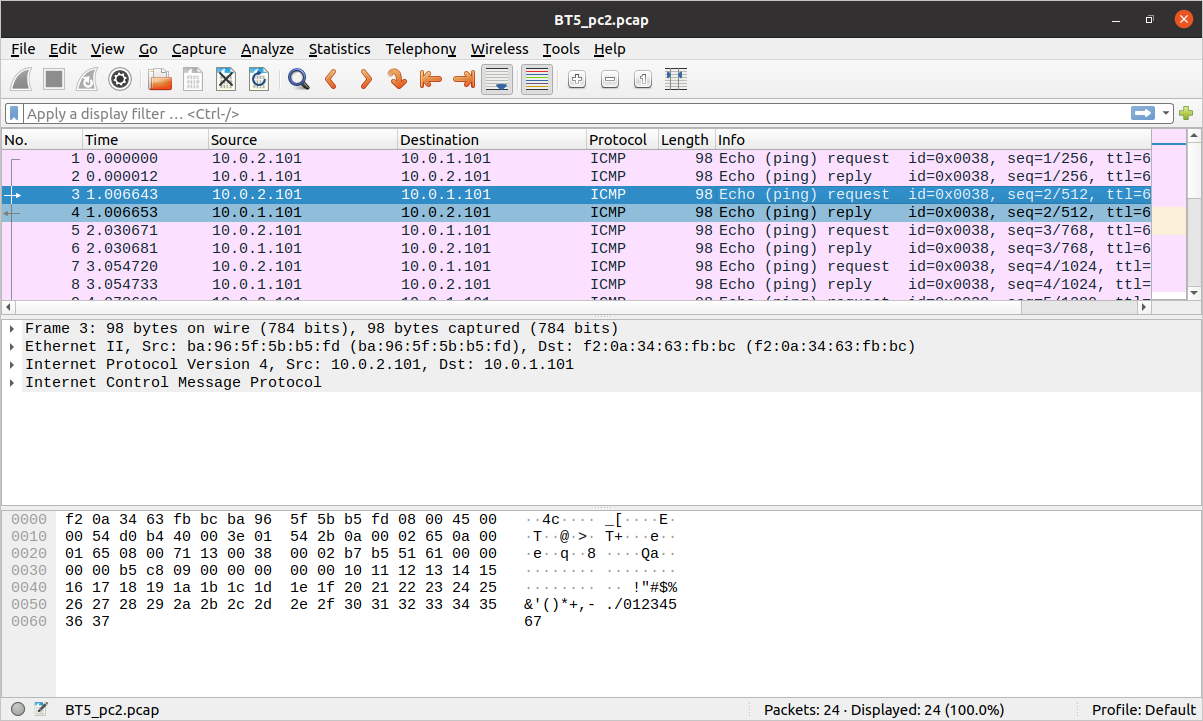 BT5_pc2.pcap
File Edit View Go Capture Analyze Statistics Telephony Wireless Tools Help
Apply a display filter … <Ctrl-/>
No. Time Source Destination Protocol Length Info
1 0.000000 10.0.2.101 10.0.1.101 ICMP 98 Echo (ping) request id=0x0038, seq=1/256, ttl=6
2 0.000012 10.0.1.101 10.0.2.101 ICMP 98 Echo (ping) reply id=0x0038, seq=1/256, ttl=6
3 1.006643 10.0.2.101 10.0.1.101 ICMP 98 Echo (ping) request id=0x0038, seq=2/512, ttl=6
4 1.006653 10.0.1.101 10.0.2.101 ICMP 98 Echo (ping) reply id=0x0038, seq=2/512, ttl=6
5 2.030671 10.0.2.101 10.0.1.101 ICMP 98 Echo (ping) request id=0x0038, seq=3/768, ttl=6
6 2.030681 10.0.1.101 10.0.2.101 ICMP 98 Echo (ping) reply id=0x0038, seq=3/768, ttl=6
7 3.054720 10.0.2.101 10.0.1.101 ICMP 98 Echo (ping) request id=0x0038, seq=4/1024, ttl=
8 3.054733 10.0.1.101 10.0.2.101 ICMP 98 Echo (ping) reply id=0x0038, seq=4/1024, ttl=
Frame 3: 98 bytes on wire (784 bits), 98 bytes captured (784 bits)
Ethernet II, Src: ba:96:5f:5b:b5:fd (ba:96:5f:5b:b5:fd), Dst: f2:0a:34:63:fb:bc (f2:0a:34:63:fb:bc)
Internet Protocol Version 4, Src: 10.0.2.101, Dst: 10.0.1.101
Internet Control Message Protocol
0000 f2 0a 34 63 fb bc ba 96 5f 5b b5 fd 08 00 45 00 ··4c···· _[····E·
0010 00 54 d0 b4 40 00 3e 01 54 2b 0a 00 02 65 0a 00 ·T··@·>· T+···e··
0020 01 65 08 00 71 13 00 38 00 02 b7 b5 51 61 00 00 ·e··q··8 ····Qa··
0030 00 00 b5 c8 09 00 00 00 00 00 10 11 12 13 14 15 ········ ········
0040 16 17 18 19 1a 1b 1c 1d 1e 1f 20 21 22 23 24 25 ········ ·· !"#$%
0050 26 27 28 29 2a 2b 2c 2d 2e 2f 30 31 32 33 34 35 &'()*+,- ./012345
0060 36 37 67
BT5_pc2.pcap Packets: 24 · Displayed: 24 (100.0%) Profile: Default